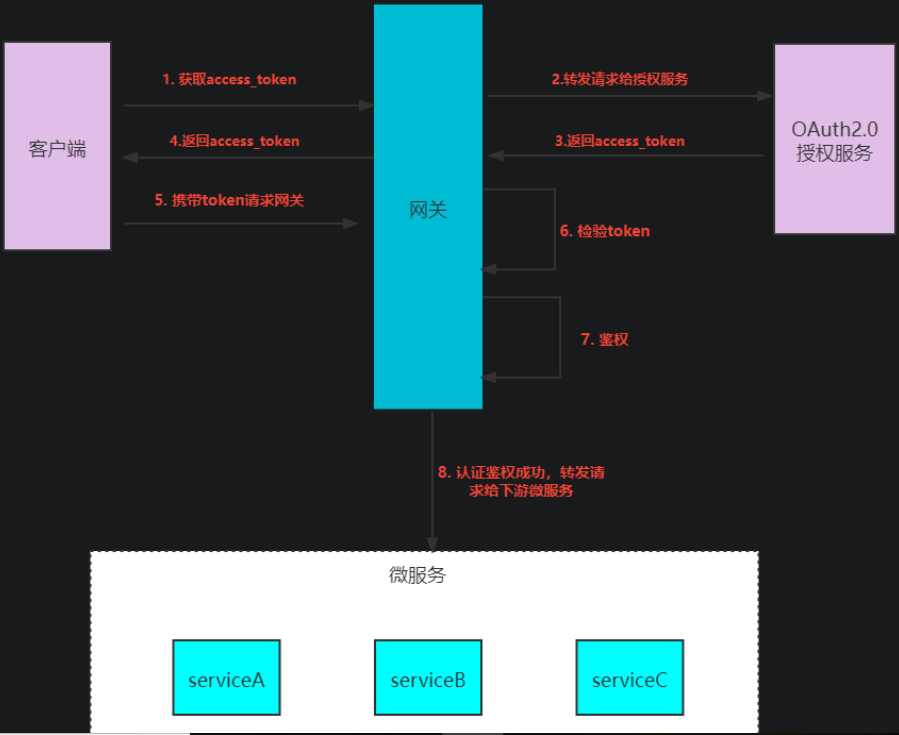 1. 获取access_token
2.转发请求给授权服务
客户端
4.返回access_token
3.返回access_token
OAuth2.0
授权服务
5. 携带token请求网关
网关
6. 检验token
7. 鉴权
8. 认证鉴权成功，转发请
求给下游微服务
微服务
serviceA
serviceB
serviceC